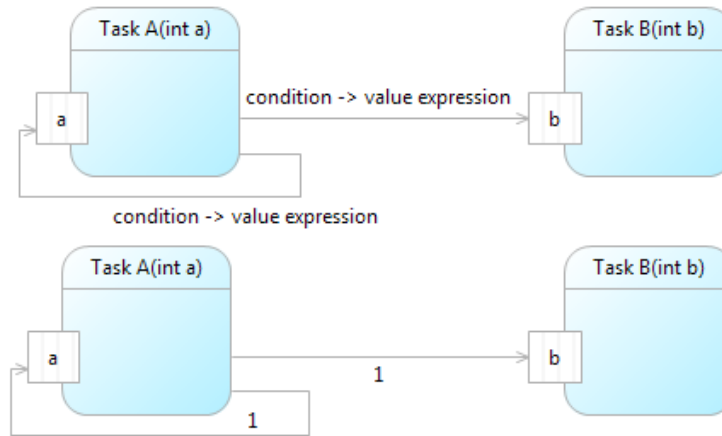 Task A(int a)
Task B(int b)
condition -> value expression
a
b
condition -> value expression
Task A(int a)
Task B(int b)
a
b
1
1